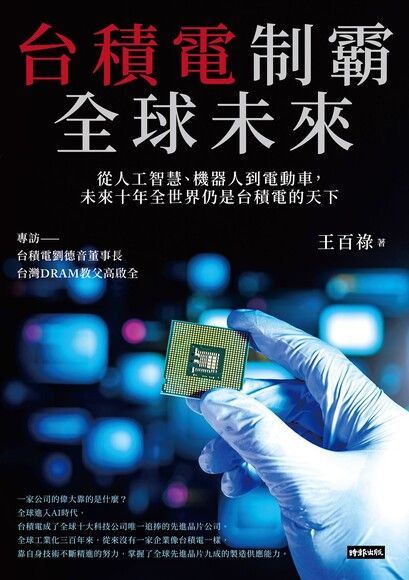 台積電制霸
全球未來
從人工智慧、機器人到電動車，
未來十年全世界仍是台積電的天下
王百祿 著
專訪——
台積電劉德音董事長
台灣DRAM教父高啟全
一家公司的偉大靠的是什麼？
全球進入AI時代，
台積電成了全球十大科技公司唯一追捧的先進晶片公司。
全球工業化三百年來，從來沒有一家企業像台積電一樣，
靠自身技術不斷精進的努力，掌握了全球先進晶片九成的製造供應能力。
時報出版